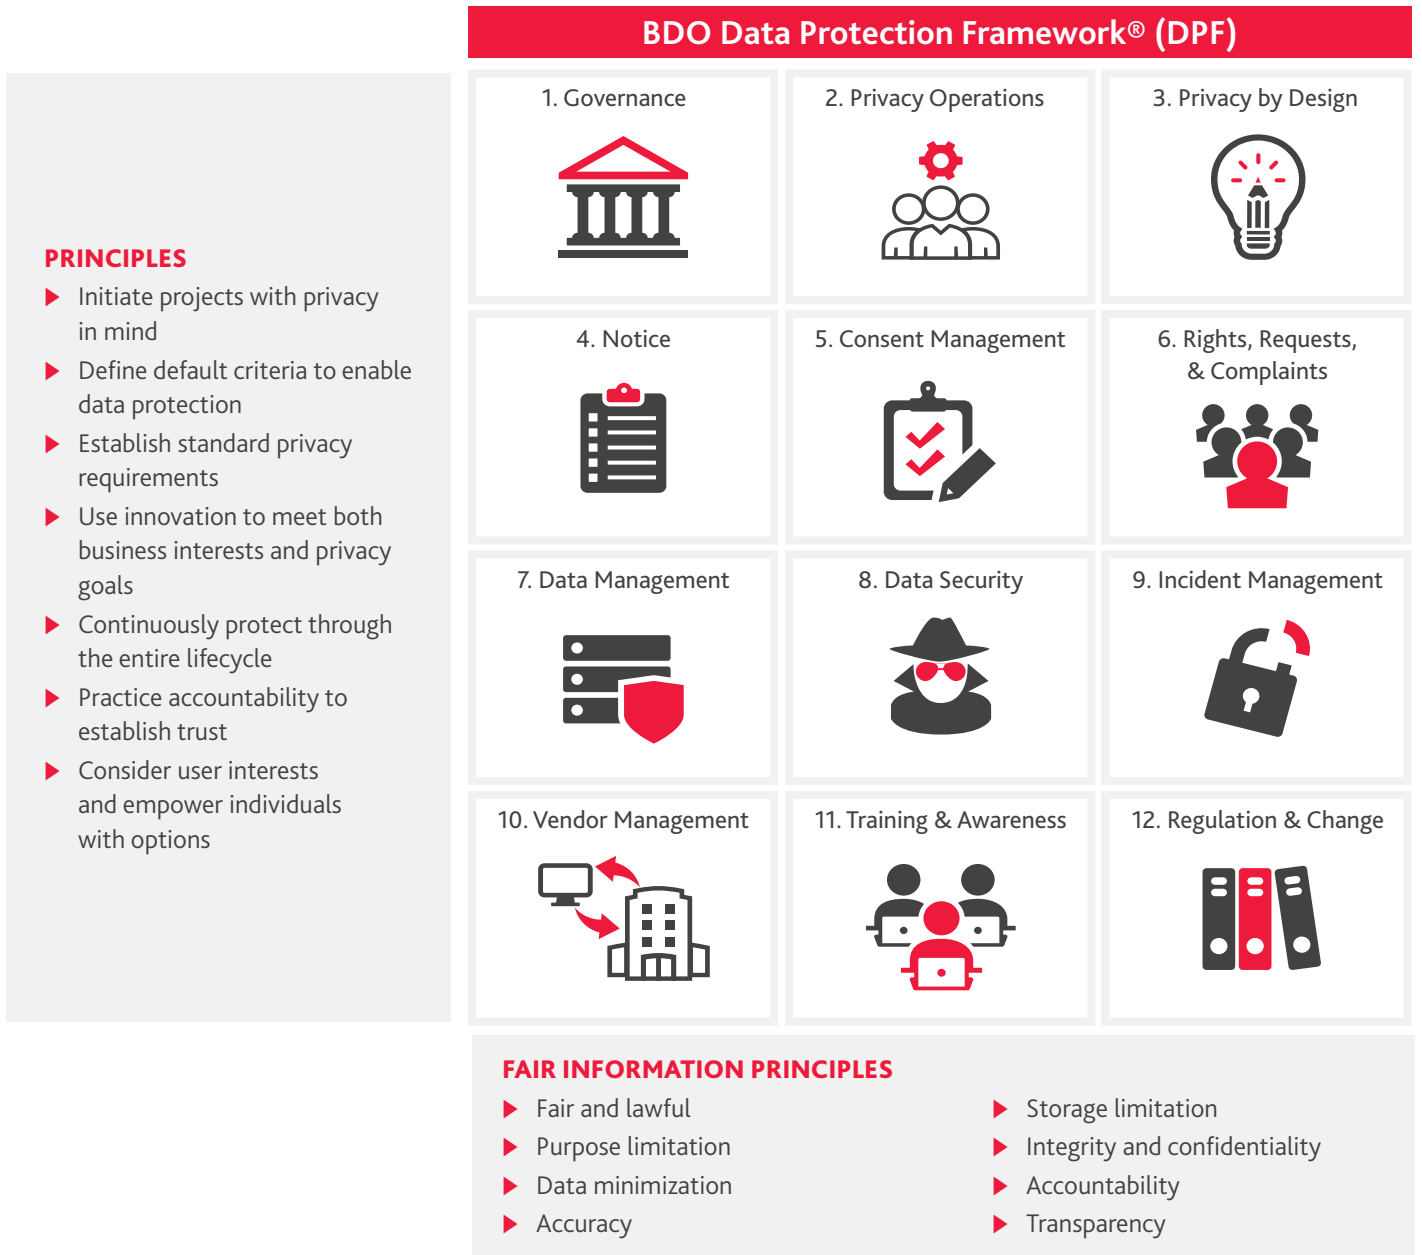 BDO Data Protection Framework® (DPF)
PRINCIPLES
Initiate projects with privacy
in mind
Define default criteria to enable
data protection
Establish standard privacy
requirements
Use innovation to meet both
business interests and privacy
goals
Continuously protect through
the entire lifecycle
Practice accountability to
establish trust
Consider user interests
and empower individuals
with options
1. Governance
2. Privacy Operations
3. Privacy by Design
4. Notice
5. Consent Management
6. Rights, Requests,
& Complaints
7. Data Management
8. Data Security
9. Incident Management
10. Vendor Management
11. Training & Awareness
12. Regulation & Change
FAIR INFORMATION PRINCIPLES
Fair and lawful
Purpose limitation
Data minimization
Accuracy
Storage limitation
Integrity and confidentiality
Accountability
Transparency